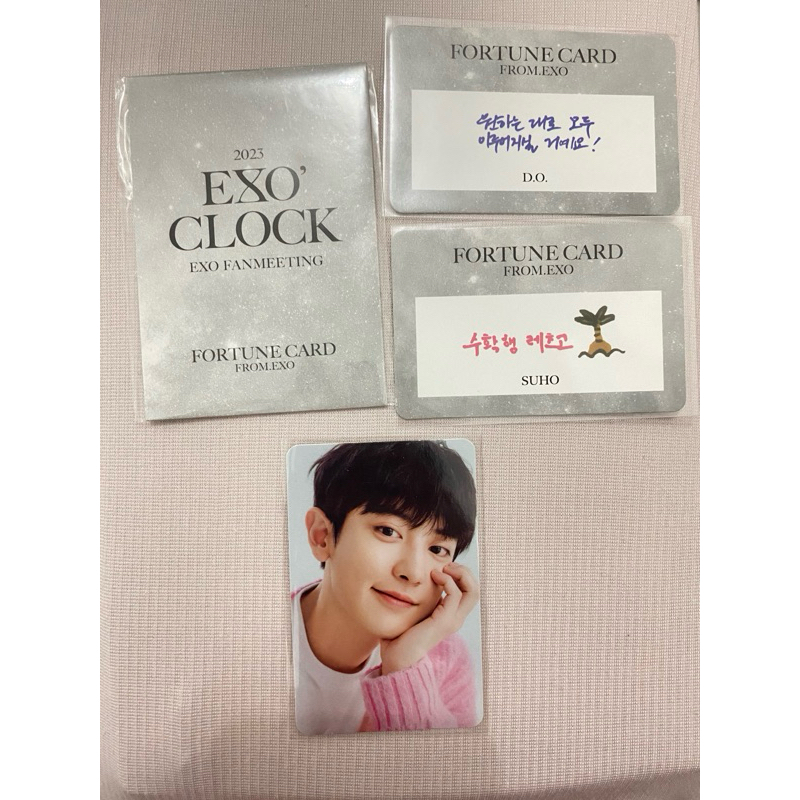 2023
EXO'
CLOCK
EXO FANMEETING
FORTUNE CARD
FROM.EXO
FORTUNE CARD
FROM.EXO
원하는 대로 모두
이루어지실 거예요!
D.O.
FORTUNE CARD
FROM.EXO
수학행 레츠고
SUHO